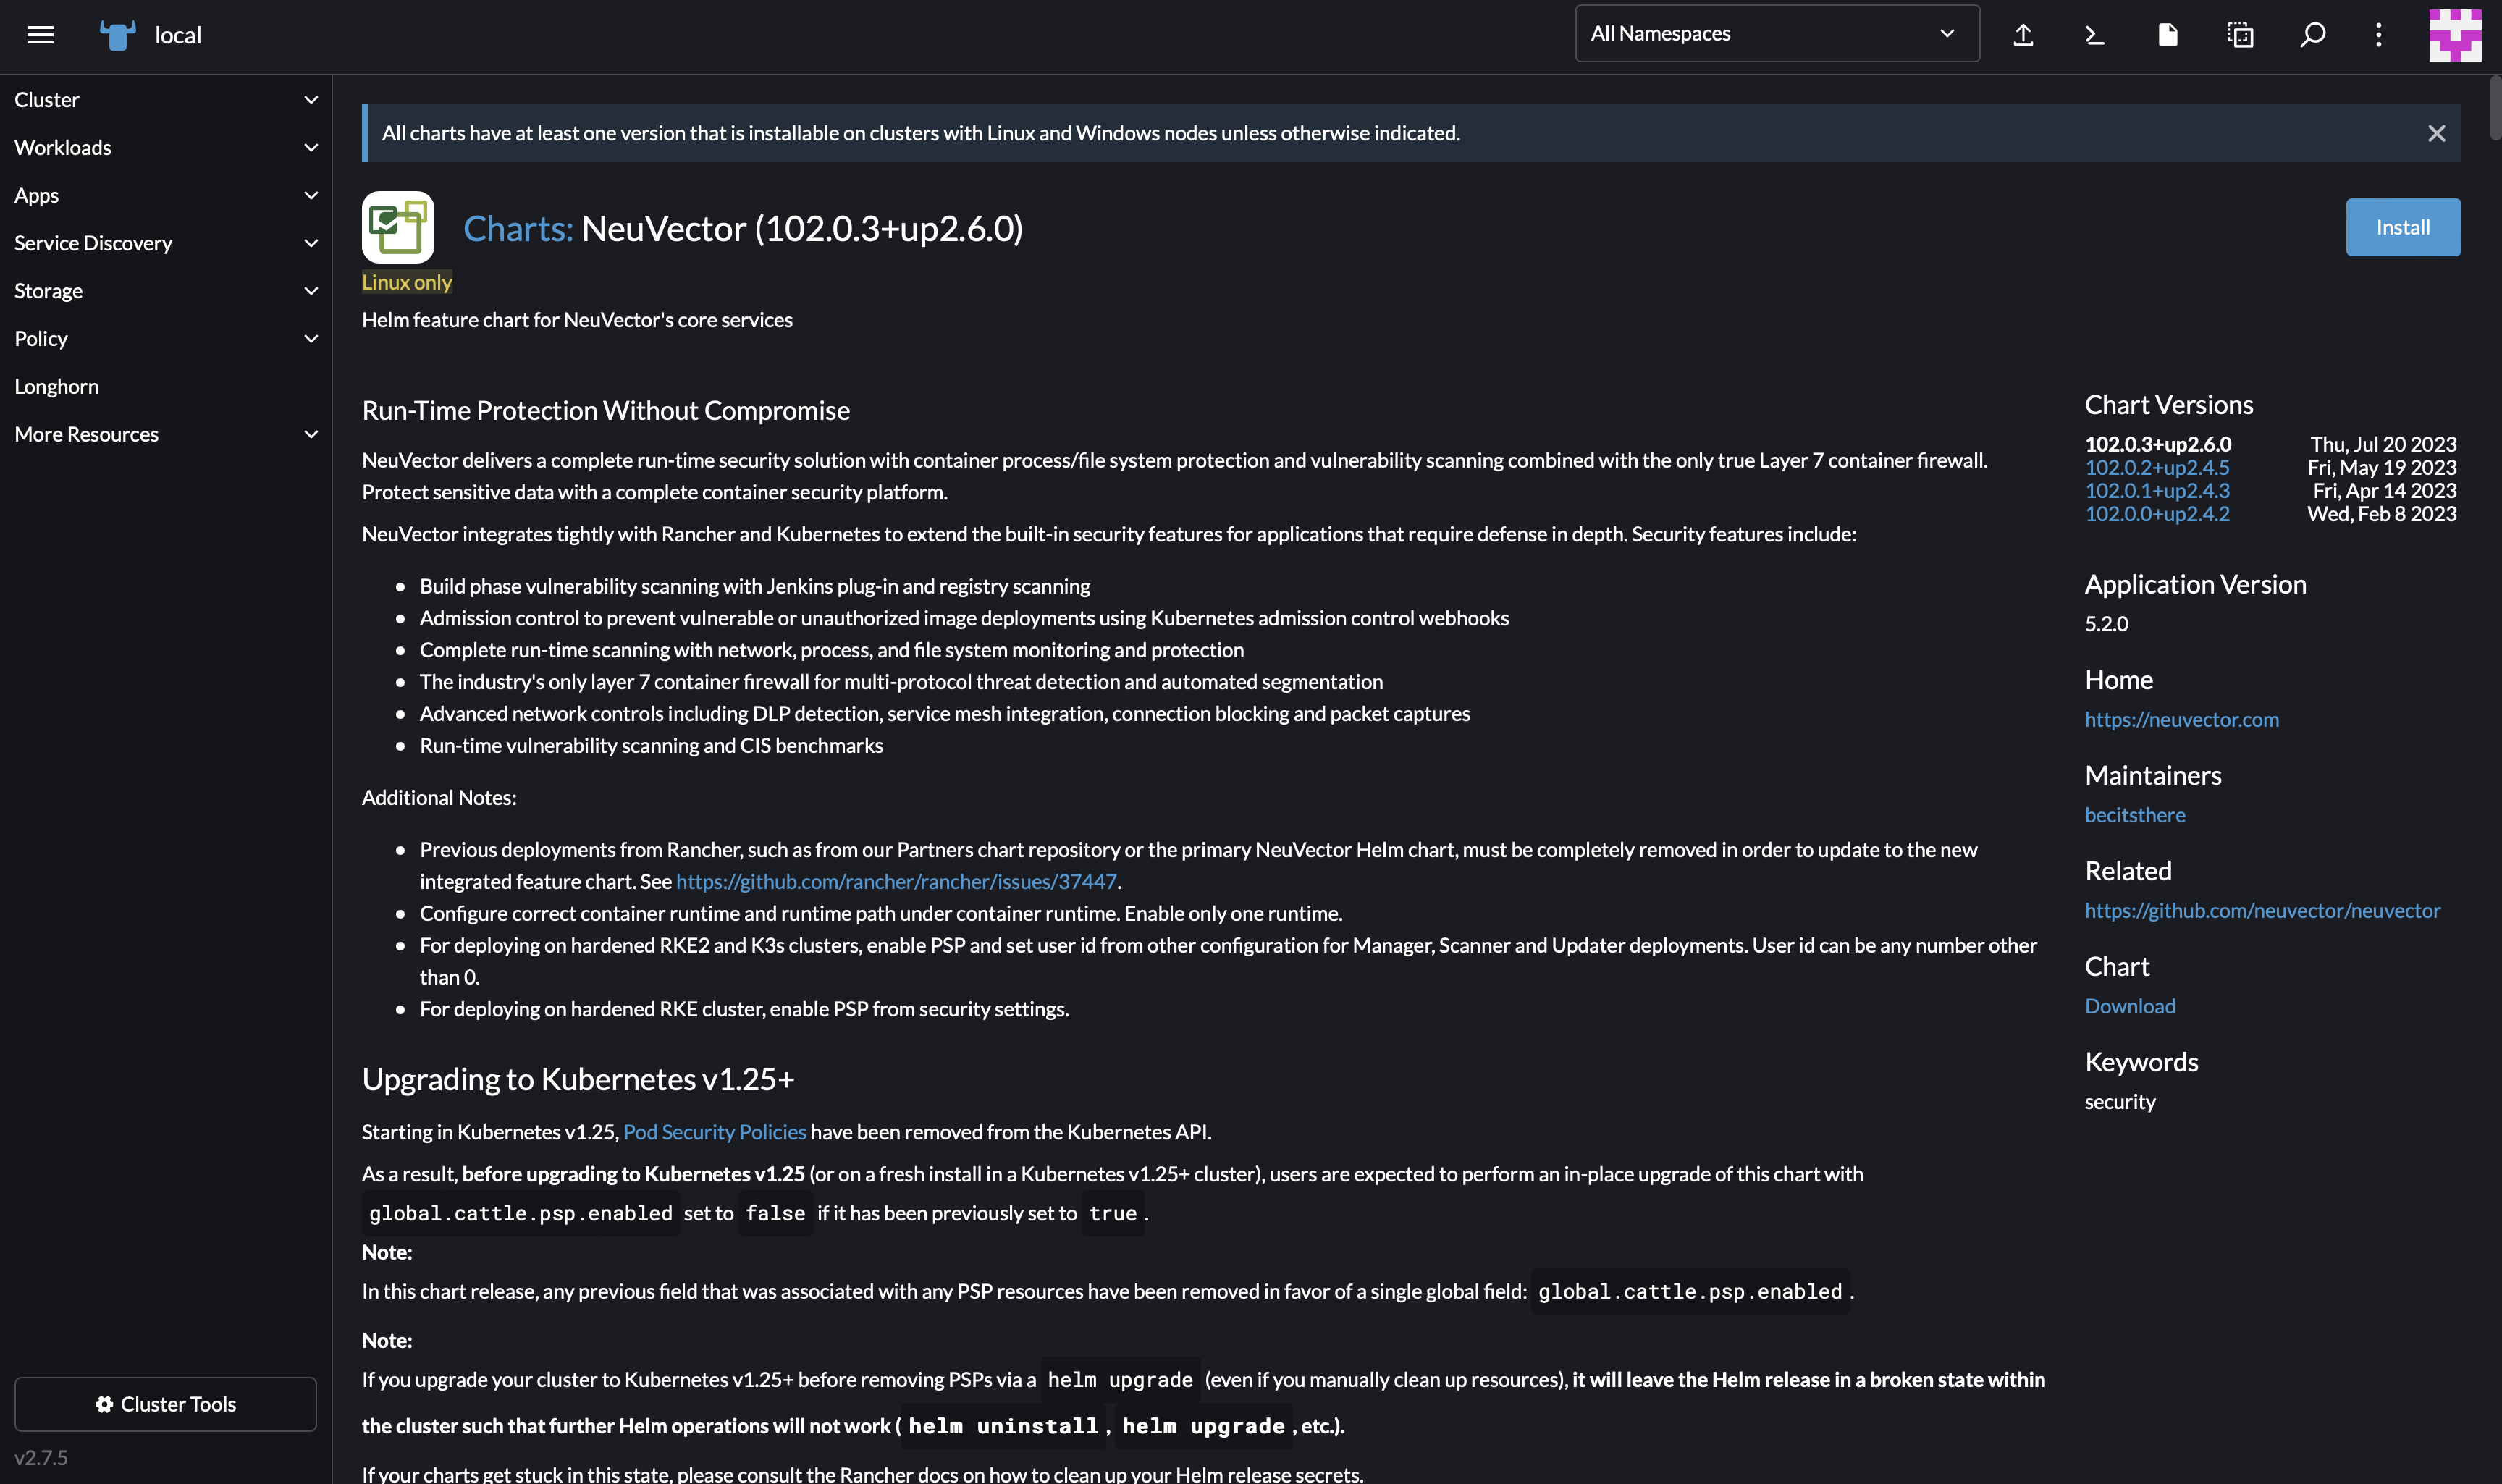 local
All Namespaces
Cluster
Workloads
Apps
Service Discovery
Storage
Policy
Longhorn
More Resources
Cluster Tools
v2.7.5
All charts have at least one version that is installable on clusters with Linux and Windows nodes unless otherwise indicated.
Charts: NeuVector (102.0.3+up2.6.0)
Install
Linux only
Helm feature chart for NeuVector's core services
Run-Time Protection Without Compromise
NeuVector delivers a complete run-time security solution with container process/file system protection and vulnerability scanning combined with the only true Layer 7 container firewall.
Protect sensitive data with a complete container security platform.
NeuVector integrates tightly with Rancher and Kubernetes to extend the built-in security features for applications that require defense in depth. Security features include:
Build phase vulnerability scanning with Jenkins plug-in and registry scanning
Admission control to prevent vulnerable or unauthorized image deployments using Kubernetes admission control webhooks
Complete run-time scanning with network, process, and file system monitoring and protection
The industry's only layer 7 container firewall for multi-protocol threat detection and automated segmentation
Advanced network controls including DLP detection, service mesh integration, connection blocking and packet captures
Run-time vulnerability scanning and CIS benchmarks
Additional Notes:
Previous deployments from Rancher, such as from our Partners chart repository or the primary NeuVector Helm chart, must be completely removed in order to update to the new
integrated feature chart. See https://github.com/rancher/rancher/issues/37447.
Configure correct container runtime and runtime path under container runtime. Enable only one runtime.
For deploying on hardened RKE2 and K3s clusters, enable PSP and set user id from other configuration for Manager, Scanner and Updater deployments. User id can be any number other
than 0.
For deploying on hardened RKE cluster, enable PSP from security settings.
Upgrading to Kubernetes v1.25+
Starting in Kubernetes v1.25, Pod Security Policies have been removed from the Kubernetes API.
As a result, before upgrading to Kubernetes v1.25 (or on a fresh install in a Kubernetes v1.25+ cluster), users are expected to perform an in-place upgrade of this chart with
global.cattle.psp.enabled set to false if it has been previously set to true .
Note:
In this chart release, any previous field that was associated with any PSP resources have been removed in favor of a single global field: global.cattle.psp.enabled .
Note:
If you upgrade your cluster to Kubernetes v1.25+ before removing PSPs via a helm upgrade (even if you manually clean up resources), it will leave the Helm release in a broken state within
the cluster such that further Helm operations will not work ( helm uninstall , helm upgrade , etc.).
If your charts get stuck in this state, please consult the Rancher docs on how to clean up your Helm release secrets.
Chart Versions
102.0.3+up2.6.0 Thu, Jul 20 2023
102.0.2+up2.4.5 Fri, May 19 2023
102.0.1+up2.4.3 Fri, Apr 14 2023
102.0.0+up2.4.2 Wed, Feb 8 2023
Application Version
5.2.0
Home
https://neuvector.com
Maintainers
becitsthere
Related
https://github.com/neuvector/neuvector
Chart
Download
Keywords
security